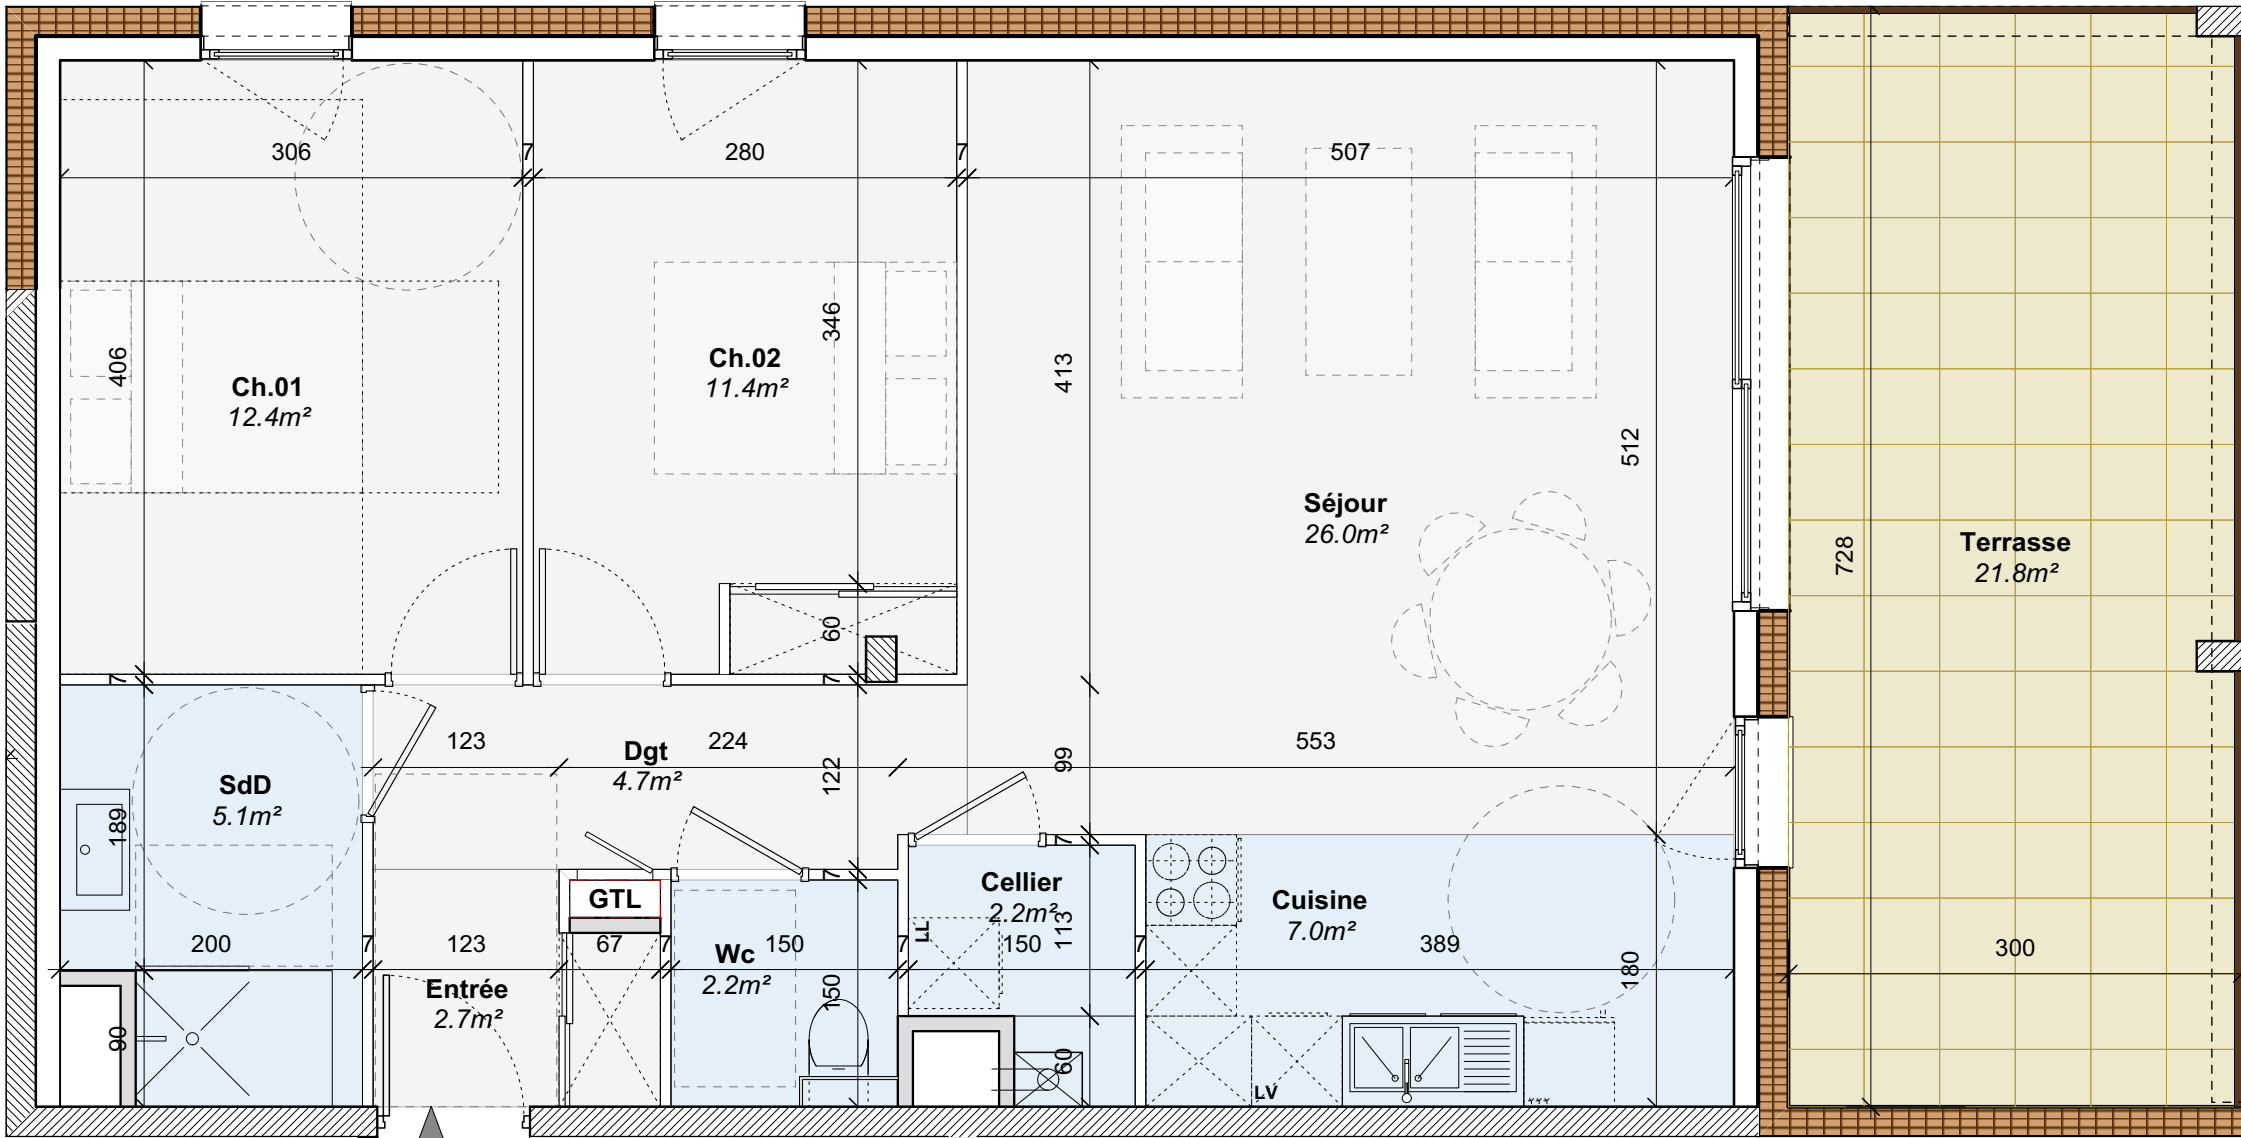 306
7
280
7
507
406
346
413
512
Ch.01
12.4m²
Ch.02
11.4m²
Séjour
26.0m²
Terrasse
21.8m²
728
60
7
7
123
224
Dgt
4.7m²
122
99
553
SdD
5.1m²
189
7
7
GTL
Cellier
2.2m²
113
LL
Cuisine
7.0m²
200
7
123
67
7
150
7
150
7
389
300
Wc
2.2m²
150
180
Entrée
2.7m²
90
60
LV